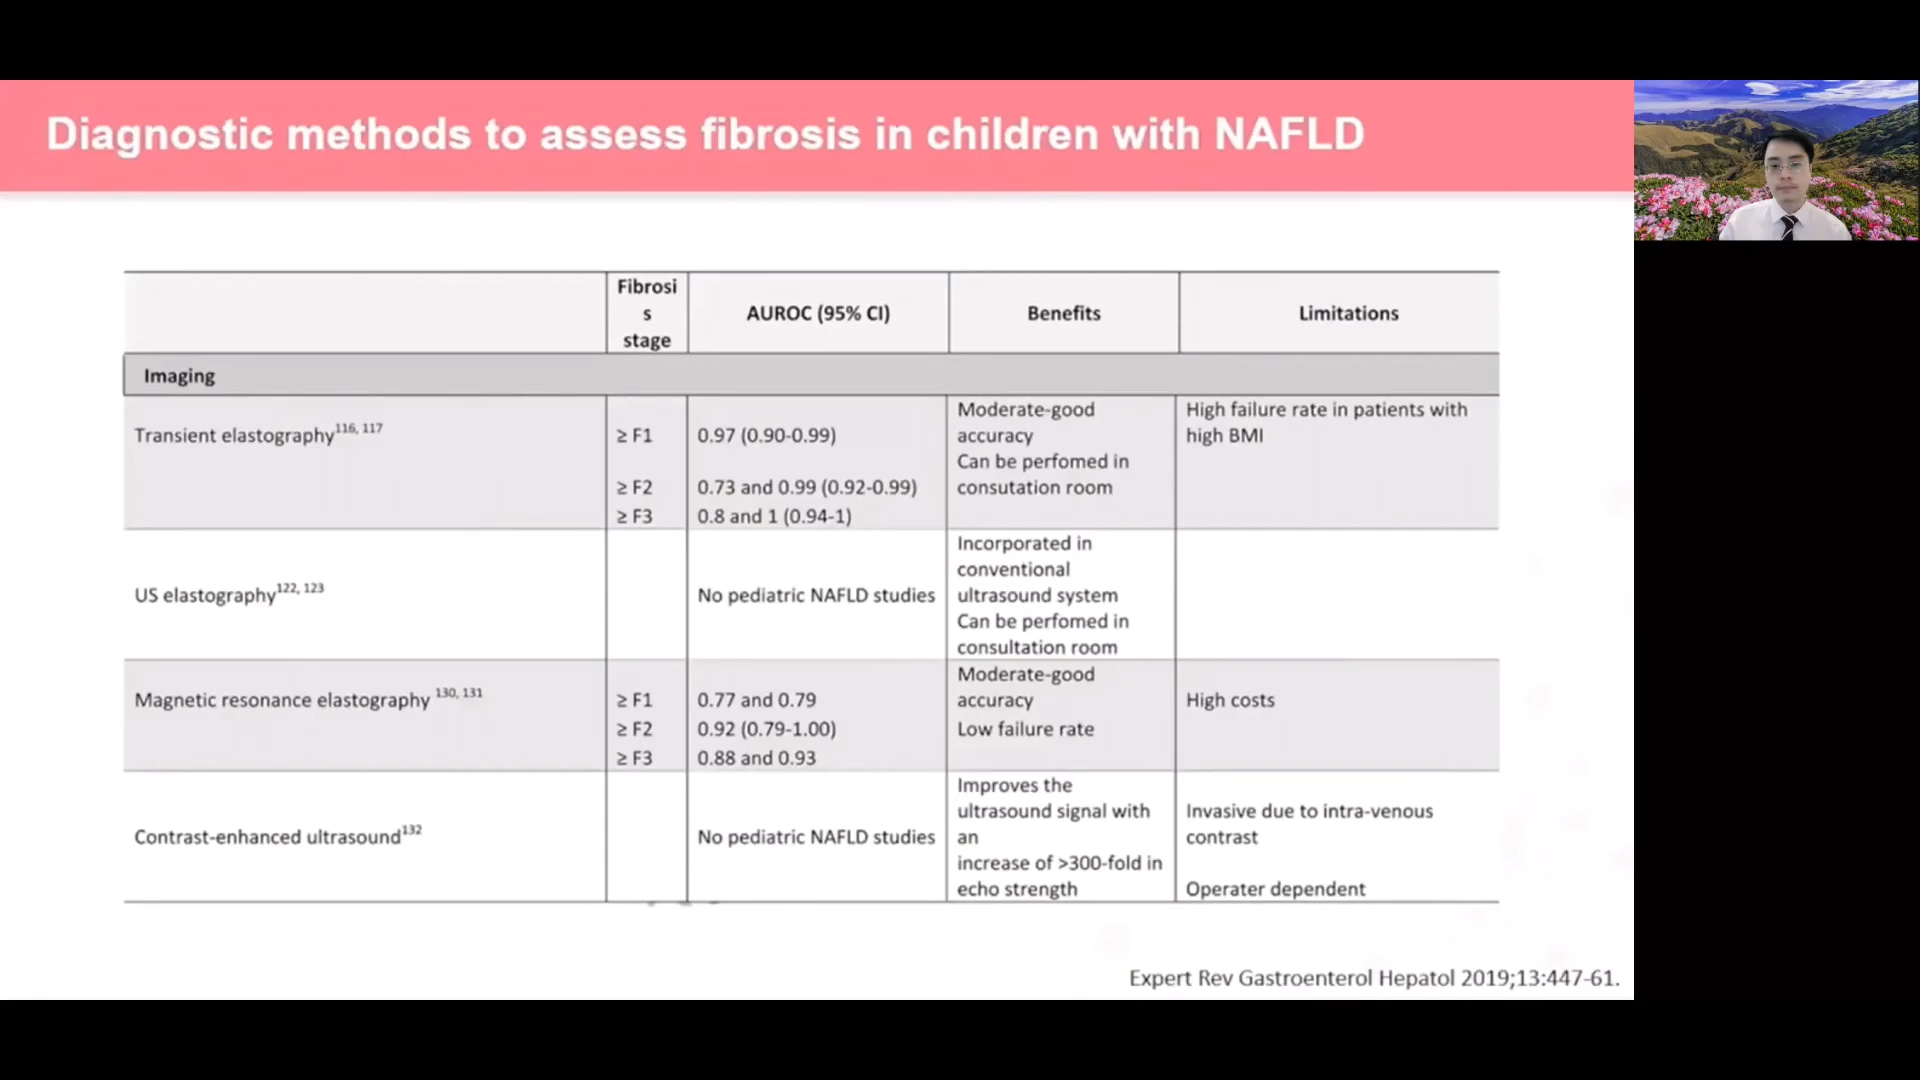 Diagnostic methods to assess fibrosis in children with NAFLD
Fibrosi
s
stage
AUROC (95% CI)
Benefits
Limitations
Imaging
Transient elastography116, 117
≥ F1
0.97 (0.90-0.99)
≥ F2
0.73 and 0.99 (0.92-0.99)
≥ F3
0.8 and 1 (0.94-1)
Moderate-good
accuracy
Can be perfomed in
consutation room
High failure rate in patients with
high BMI
US elastography122, 123
No pediatric NAFLD studies
Incorporated in
conventional
ultrasound system
Can be perfomed in
consultation room
Magnetic resonance elastography 130, 131
≥ F1
0.77 and 0.79
≥ F2
0.92 (0.79-1.00)
≥ F3
0.88 and 0.93
Moderate-good
accuracy
Low failure rate
High costs
Contrast-enhanced ultrasound132
No pediatric NAFLD studies
Improves the
ultrasound signal with
an
increase of >300-fold in
echo strength
Invasive due to intra-venous
contrast
Operater dependent
Expert Rev Gastroenterol Hepatol 2019;13:447-61.